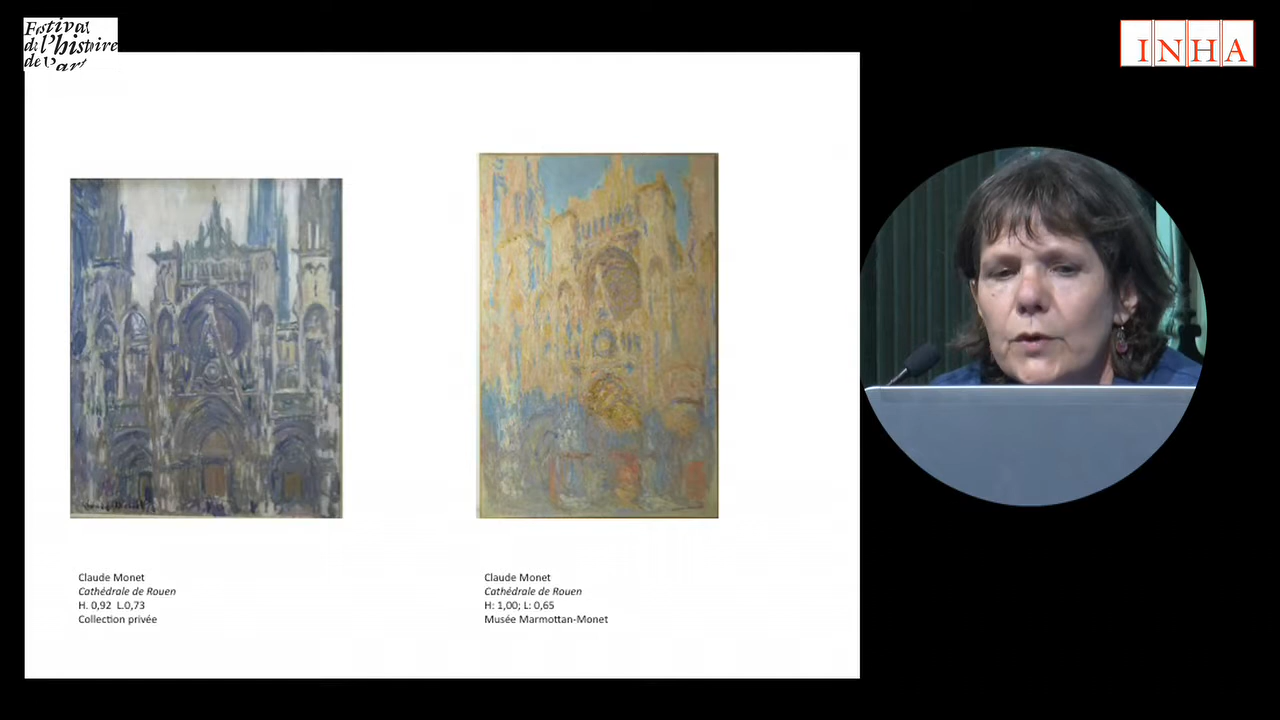 Festival
de l'histoire
de l'art
INHA
Claude Monet
Cathédrale de Rouen
H. 0,92 L.0,73
Collection privée
Claude Monet
Cathédrale de Rouen
H: 1,00; L: 0,65
Musée Marmottan-Monet